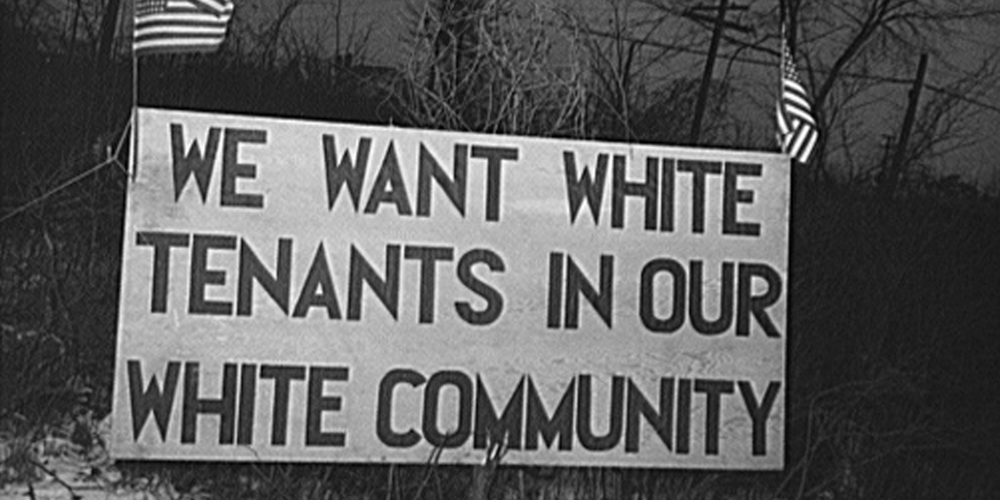 WE WANT WHITE
TENANTS IN OUR
WHITE COMMUNITY